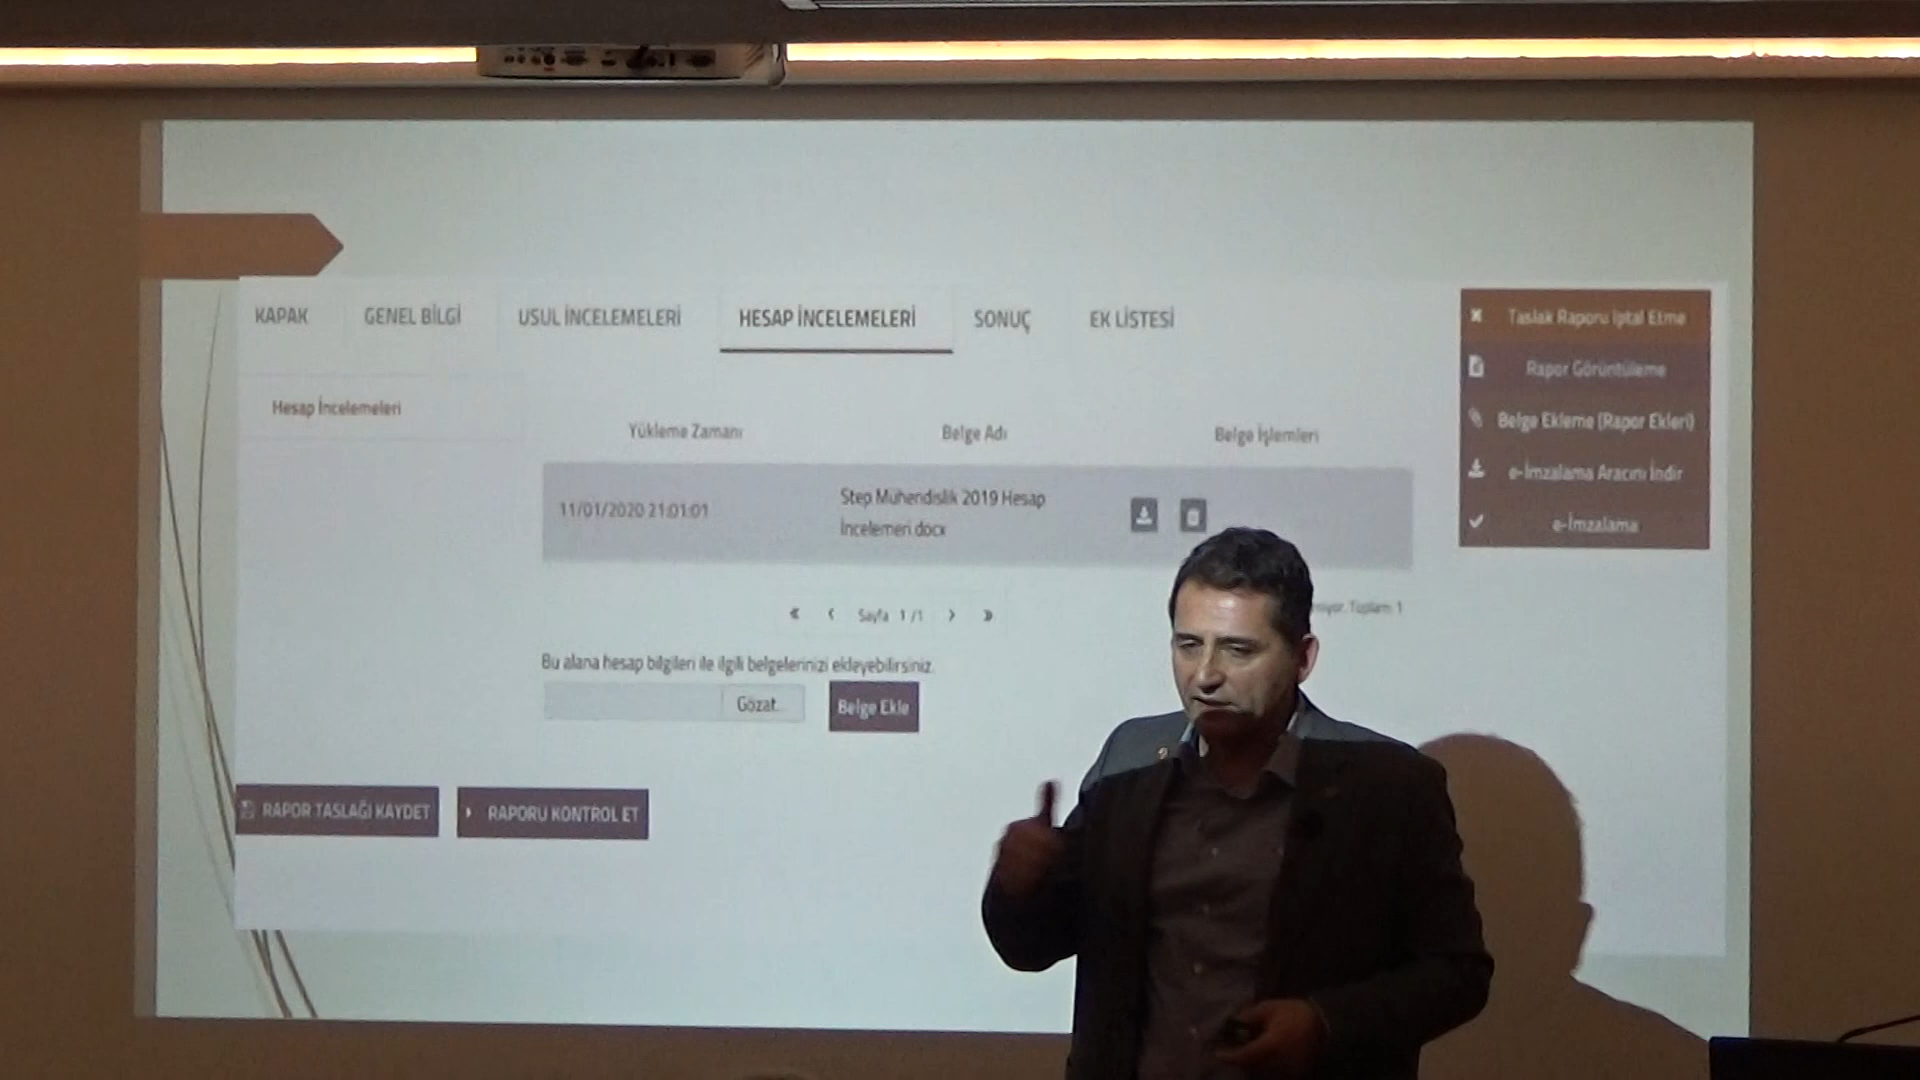 KAPAK GENEL BİLGİ USUL İNCELEMELERİ HESAP İNCELEMELERİ SONUÇ EK LİSTESİ
Taslak Raporu İptal Etme
Rapor Görüntüleme
Belge Ekleme (Rapor Ekleri)
e-İmzalama Aracını İndir
e-İmzalama
Hesap İncelemeleri
Yükleme Zamanı Belge Adı Belge İşlemleri
11/01/2020 21:01:01 Step Mühendislik 2019 Hesap
İncelemeri.docx
« ‹ Sayfa 1 /1 › »
Toplam: 1
Bu alana hesap bilgileri ile ilgili belgelerinizi ekleyebilirsiniz.
Gözat... Belge Ekle
RAPOR TASLAĞI KAYDET RAPORU KONTROL ET